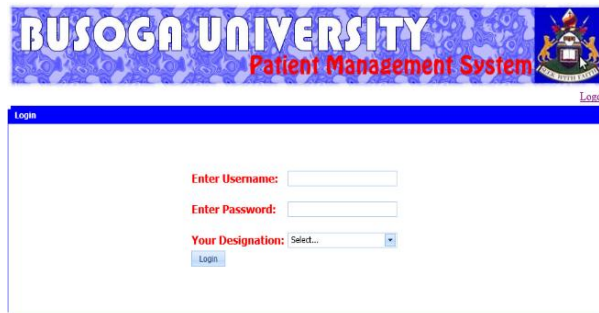 BUSOGA UNIVERSITY
Patient Management System
Login
Enter Username:
Enter Password:
Your Designation: Select...
Login